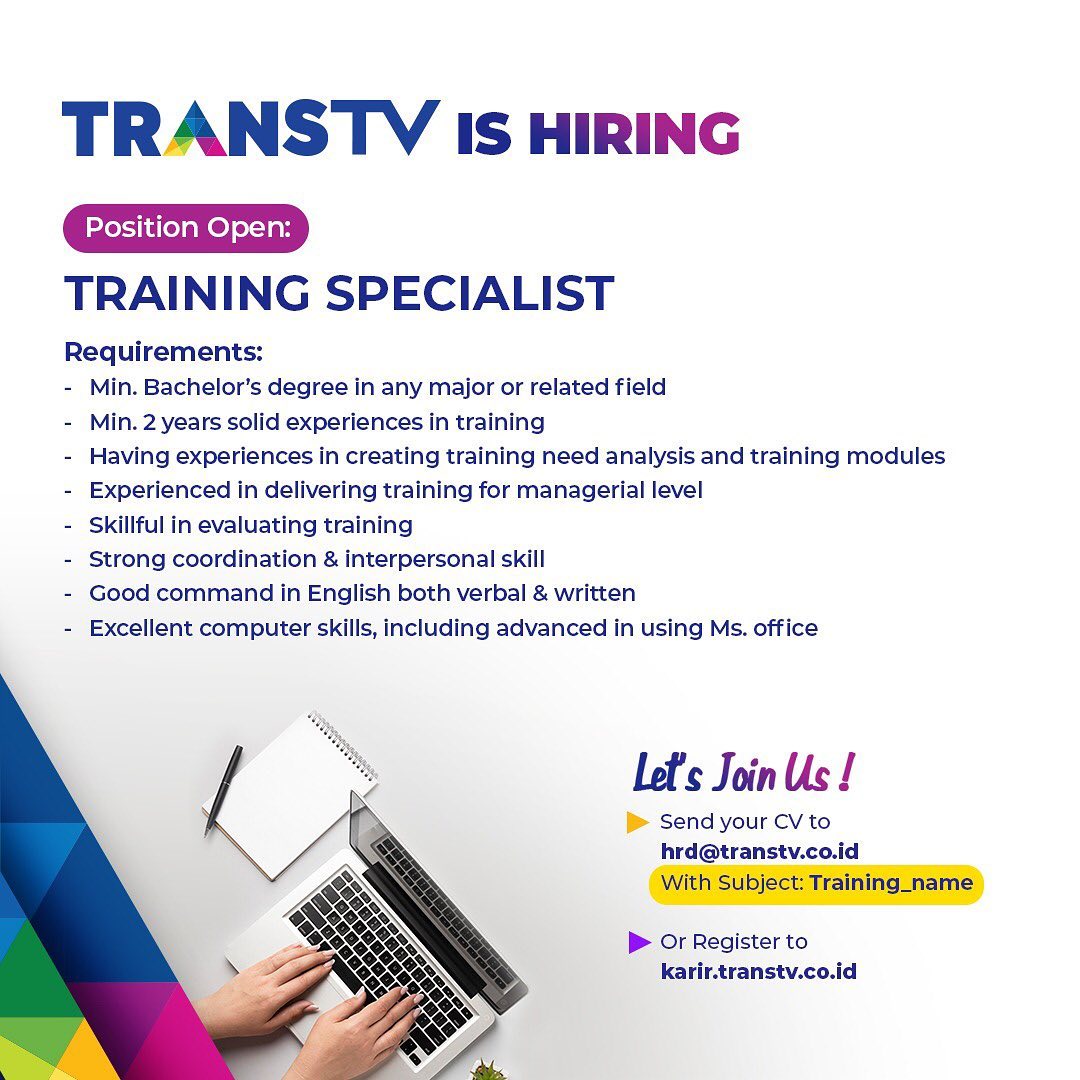 TRANSTV IS HIRING
Position Open:
TRAINING SPECIALIST
Requirements:
- Min. Bachelor's degree in any major or related field
- Min. 2 years solid experiences in training
- Having experiences in creating training need analysis and training modules
- Experienced in delivering training for managerial level
- Skillful in evaluating training
- Strong coordination & interpersonal skill
- Good command in English both verbal & written
- Excellent computer skills, including advanced in using Ms. office
Let's Join Us !
Send your CV to
hrd@transtv.co.id
With Subject: Training_name
Or Register to
karir.transtv.co.id